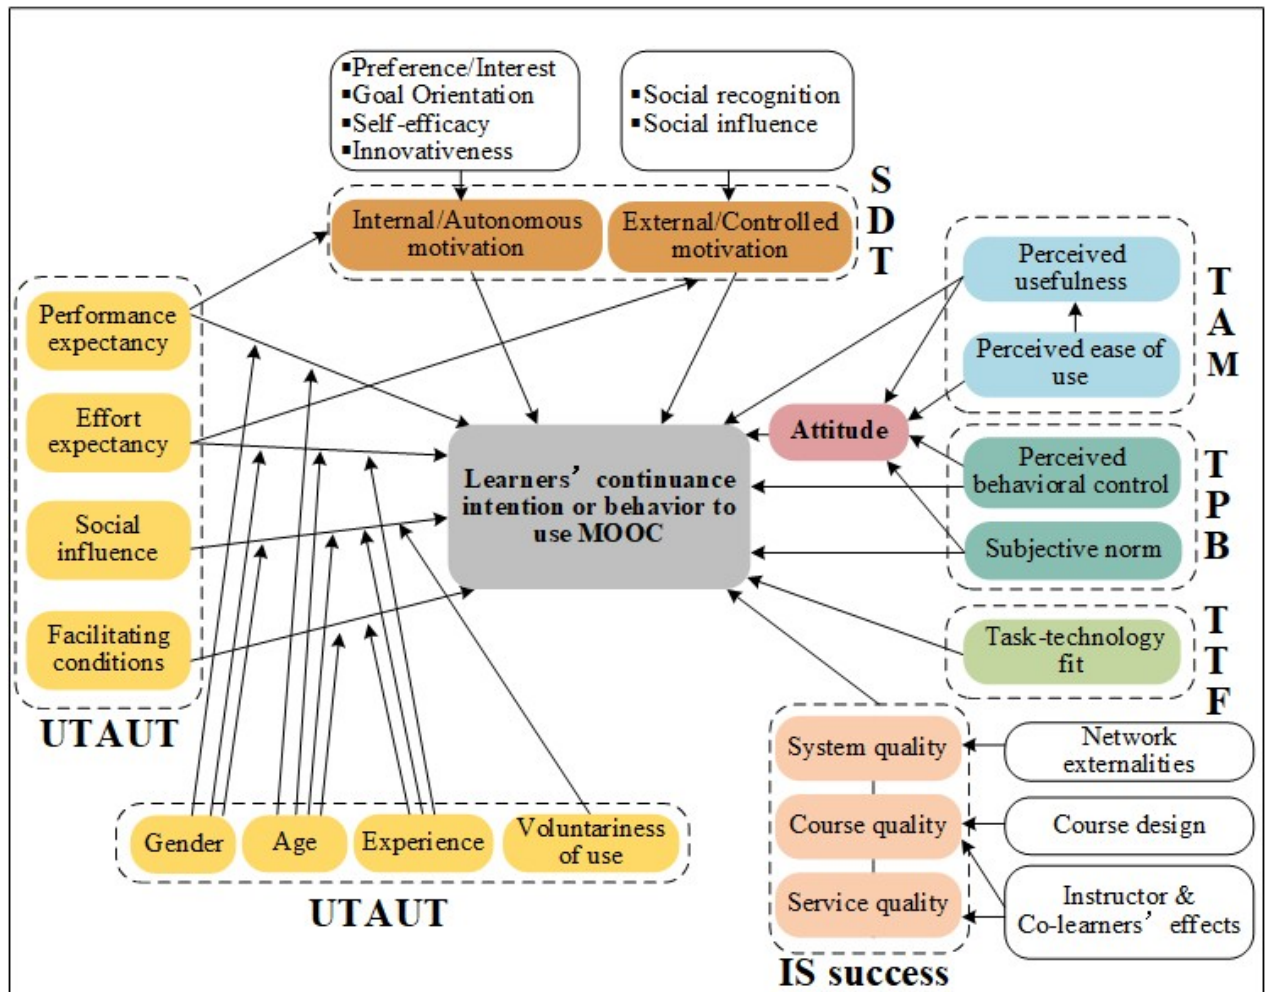 ▪Preference/Interest
▪Goal Orientation
▪Self-efficacy
▪Innovativeness
▪Social recognition
▪Social influence
S
D
T
Internal/Autonomous
motivation
External/Controlled
motivation
Performance
expectancy
Effort
expectancy
Social
influence
Facilitating
conditions
UTAUT
Learners’ continuance
intention or behavior to
use MOOC
Attitude
Perceived
usefulness
Perceived ease of
use
T
A
M
Perceived
behavioral control
Subjective norm
T
P
B
Task-technology
fit
T
T
F
System quality
Course quality
Service quality
IS success
Network
externalities
Course design
Instructor &
Co-learners’ effects
Gender
Age
Experience
Voluntariness
of use
UTAUT